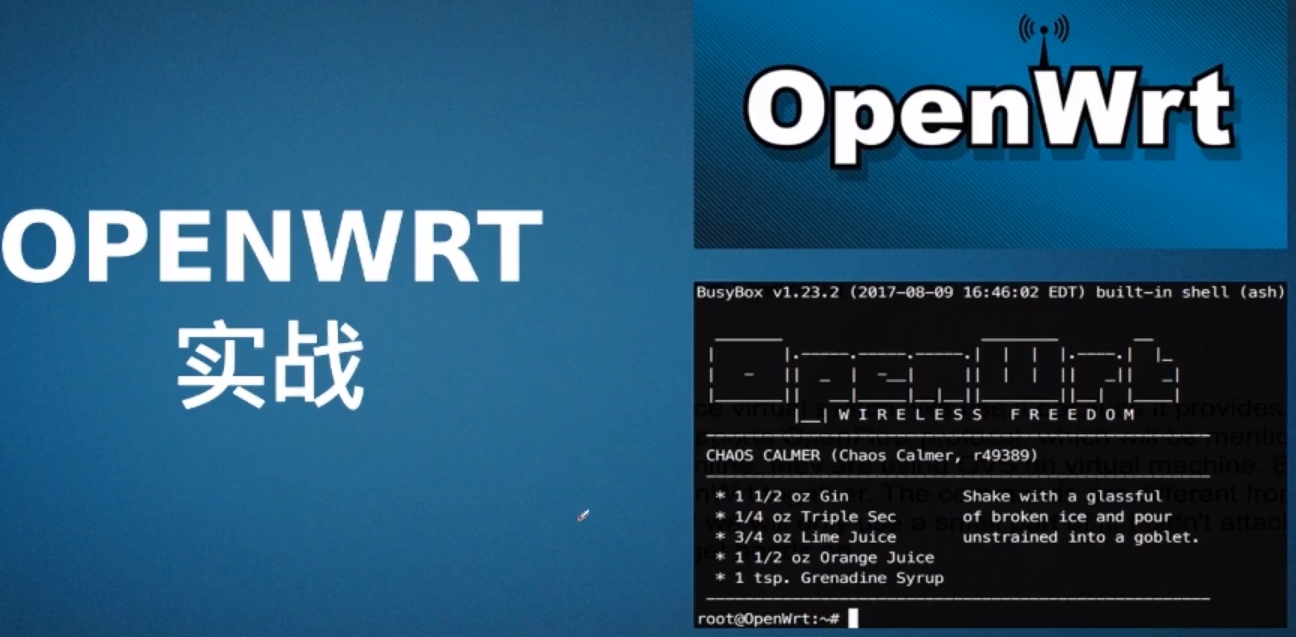 OPENWRT
实战
OpenWrt
BusyBox v1.23.2 (2017-08-09 16:46:02 EDT) built-in shell (ash)
OpenWrt
W I R E L E S S   F R E E D O M
CHAOS CALMER (Chaos Calmer, r49389)
* 1 1/2 oz Gin Shake with a glassful
* 1/4 oz Triple Sec of broken ice and pour
* 3/4 oz Lime Juice unstrained into a goblet.
* 1 1/2 oz Orange Juice
* 1 tsp. Grenadine Syrup
root@OpenWrt:~#